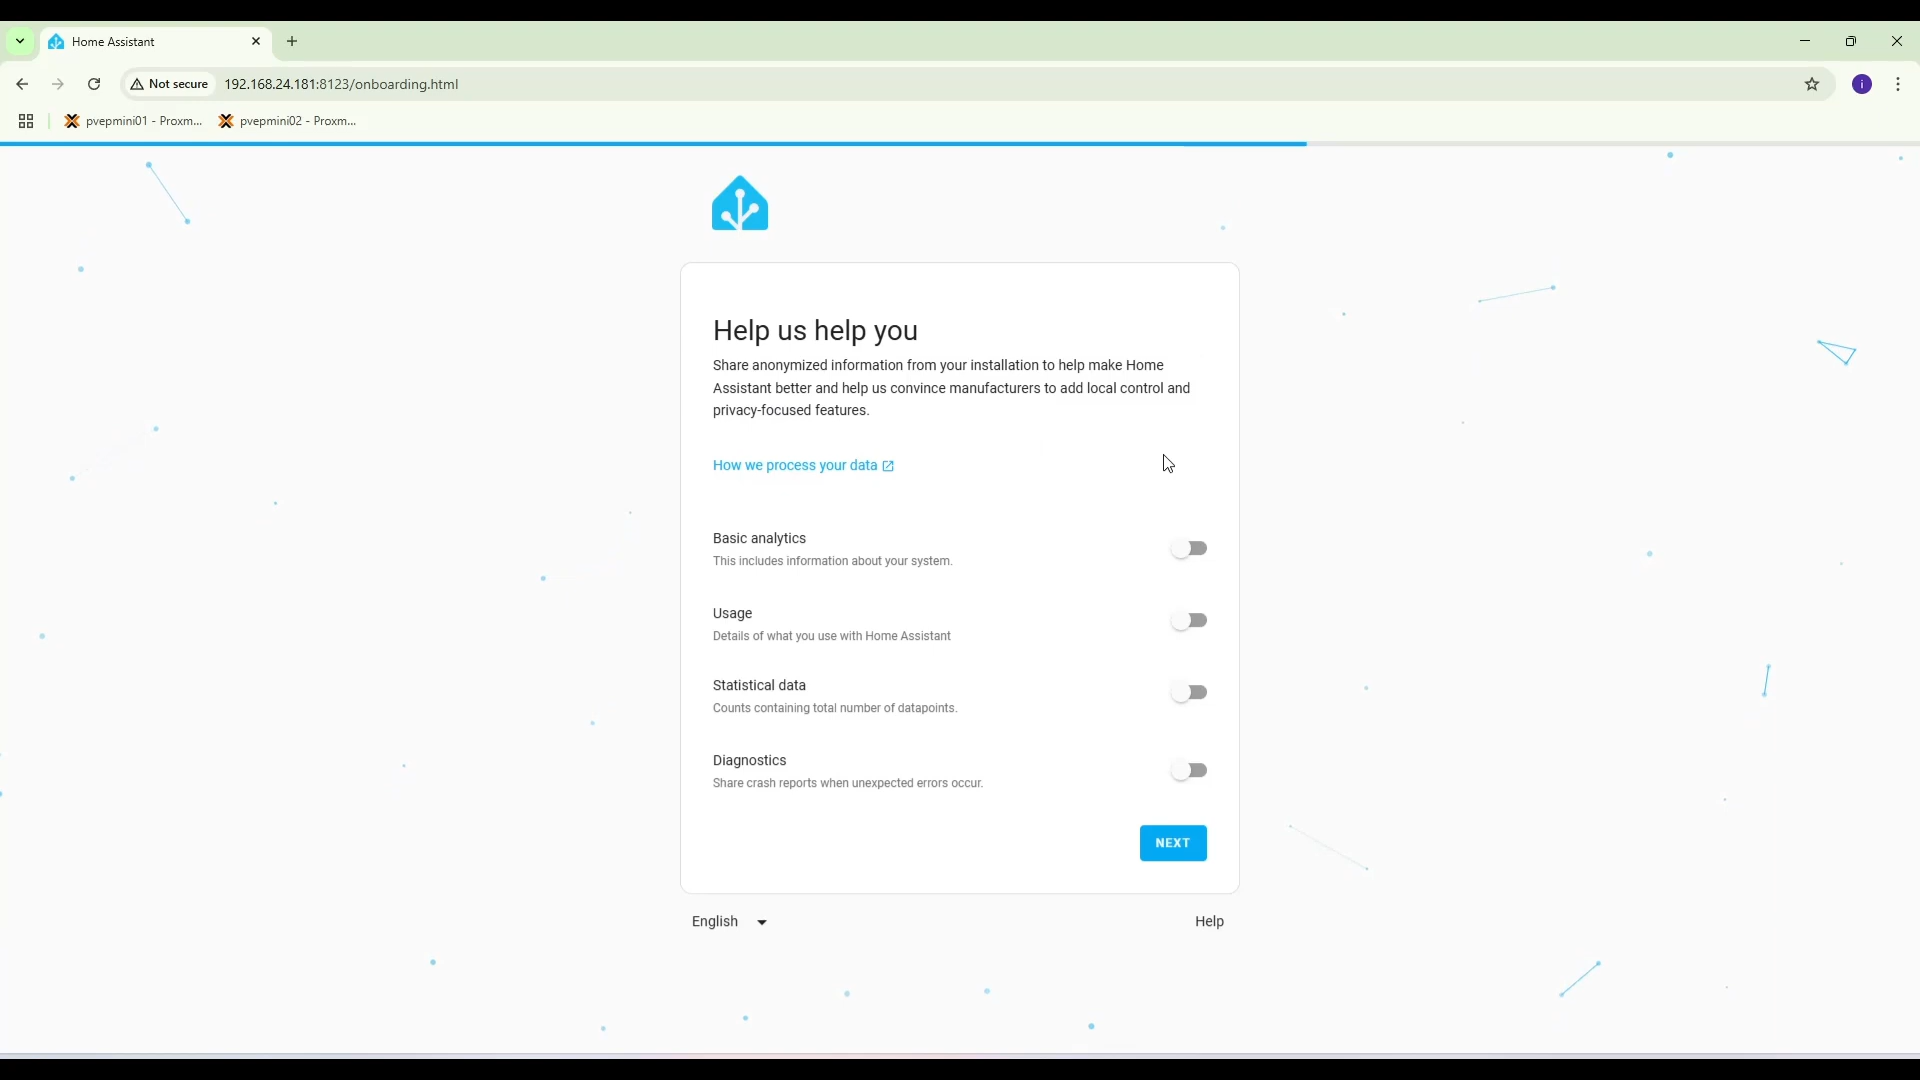 Home Assistant
Not secure 192.168.24.181:8123/onboarding.html
i
pvepmini01 - Proxm... pvepmini02 - Proxm...
Help us help you
Share anonymized information from your installation to help make Home
Assistant better and help us convince manufacturers to add local control and
privacy-focused features.
How we process your data
Basic analytics
This includes information about your system.
Usage
Details of what you use with Home Assistant
Statistical data
Counts containing total number of datapoints.
Diagnostics
Share crash reports when unexpected errors occur.
NEXT
English Help